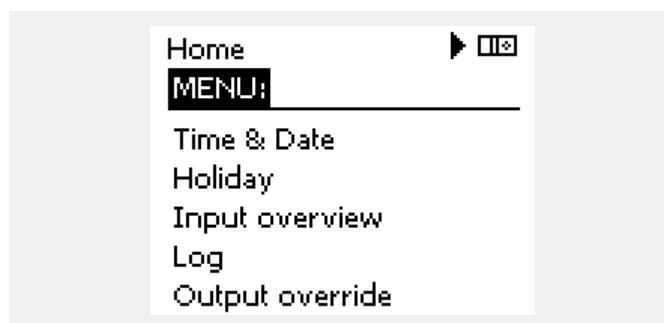 Home
MENU:
Time & Date
Holiday
Input overview
Log
Output override